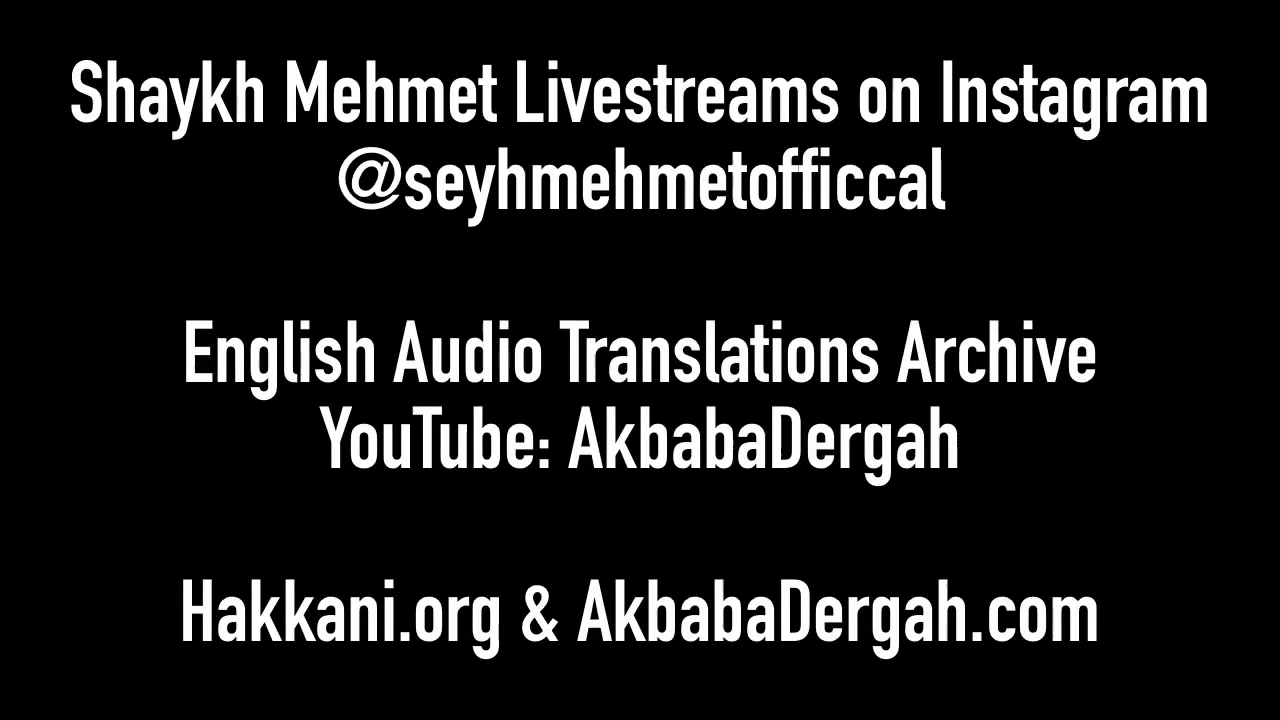 Shaykh Mehmet Livestreams on Instagram
@seyhmehmetofficcal
English Audio Translations Archive
YouTube: AkbabaDergah
Hakkani.org & AkbabaDergah.com